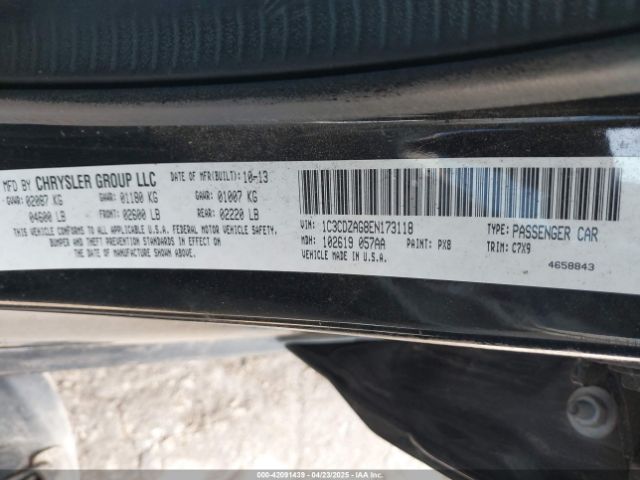 MFD BY CHRYSLER GROUP LLC DATE OF MFR(BUILT): 10-13
GVWR: 02087 KG GAWR: 01180 KG GAWR: 01007 KG
04600 LB FRONT: 02600 LB REAR: 02220 LB
THIS VEHICLE CONFORMS TO ALL APPLICABLE U.S.A. FEDERAL MOTOR VEHICLE SAFETY,
BUMPER AND THEFT PREVENTION STANDARDS IN EFFECT ON
THE DATE OF MANUFACTURE SHOWN ABOVE.
VIN: 1C3CDZAG8EN173118 TYPE: PASSENGER CAR
MDH: 102619 057AA PAINT: PX8 TRIM: C7X9
VEHICLE MADE IN U.S.A.
4658843
000-42091439 - 04/23/2025 - IAAI.COM